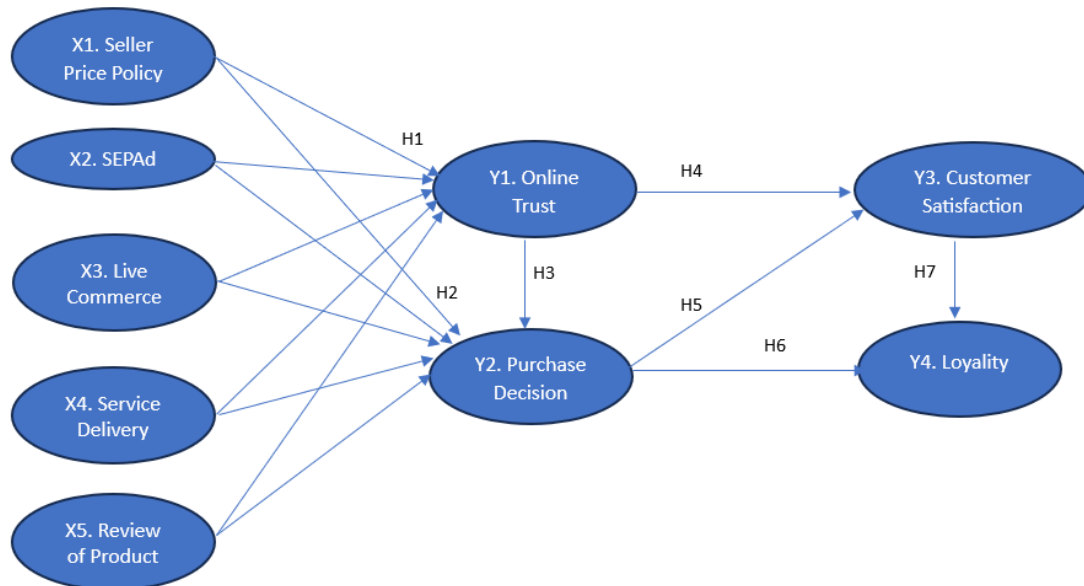 X1. Seller
Price Policy
X2. SEPAd
X3. Live
Commerce
X4. Service
Delivery
X5. Review
of Product
H1
H2
Y1. Online
Trust
H3
Y2. Purchase
Decision
H4
H5
H6
Y3. Customer
Satisfaction
H7
Y4. Loyality